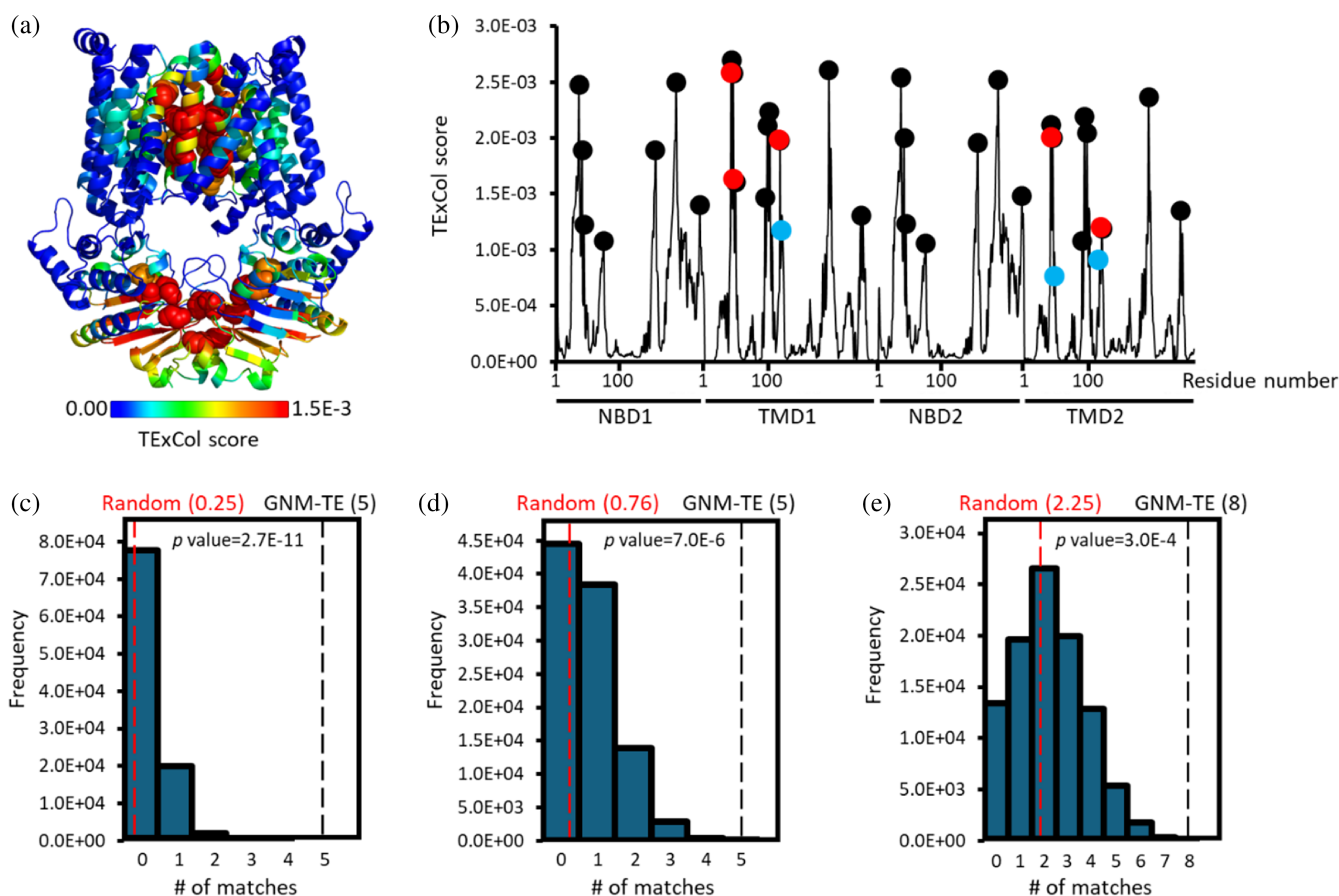 (a)
0.00 1.5E-3
TExCol score
(b)
TExCol score
3.0E-03
2.5E-03
2.0E-03
1.5E-03
1.0E-03
5.0E-04
0.0E+00
1 100 1 100 1 100 1 100 Residue number
NBD1 TMD1 NBD2 TMD2
(c)
Random (0.25) GNM-TE (5)
p value=2.7E-11
Frequency
8.0E+04
7.0E+04
6.0E+04
5.0E+04
4.0E+04
3.0E+04
2.0E+04
1.0E+04
0.0E+00
0 1 2 3 4 5
# of matches
(d)
Random (0.76) GNM-TE (5)
p value=7.0E-6
Frequency
4.5E+04
4.0E+04
3.5E+04
3.0E+04
2.5E+04
2.0E+04
1.5E+04
1.0E+04
5.0E+03
0.0E+00
0 1 2 3 4 5
# of matches
(e)
Random (2.25) GNM-TE (8)
p value=3.0E-4
Frequency
3.0E+04
2.5E+04
2.0E+04
1.5E+04
1.0E+04
5.0E+03
0.0E+00
0 1 2 3 4 5 6 7 8
# of matches